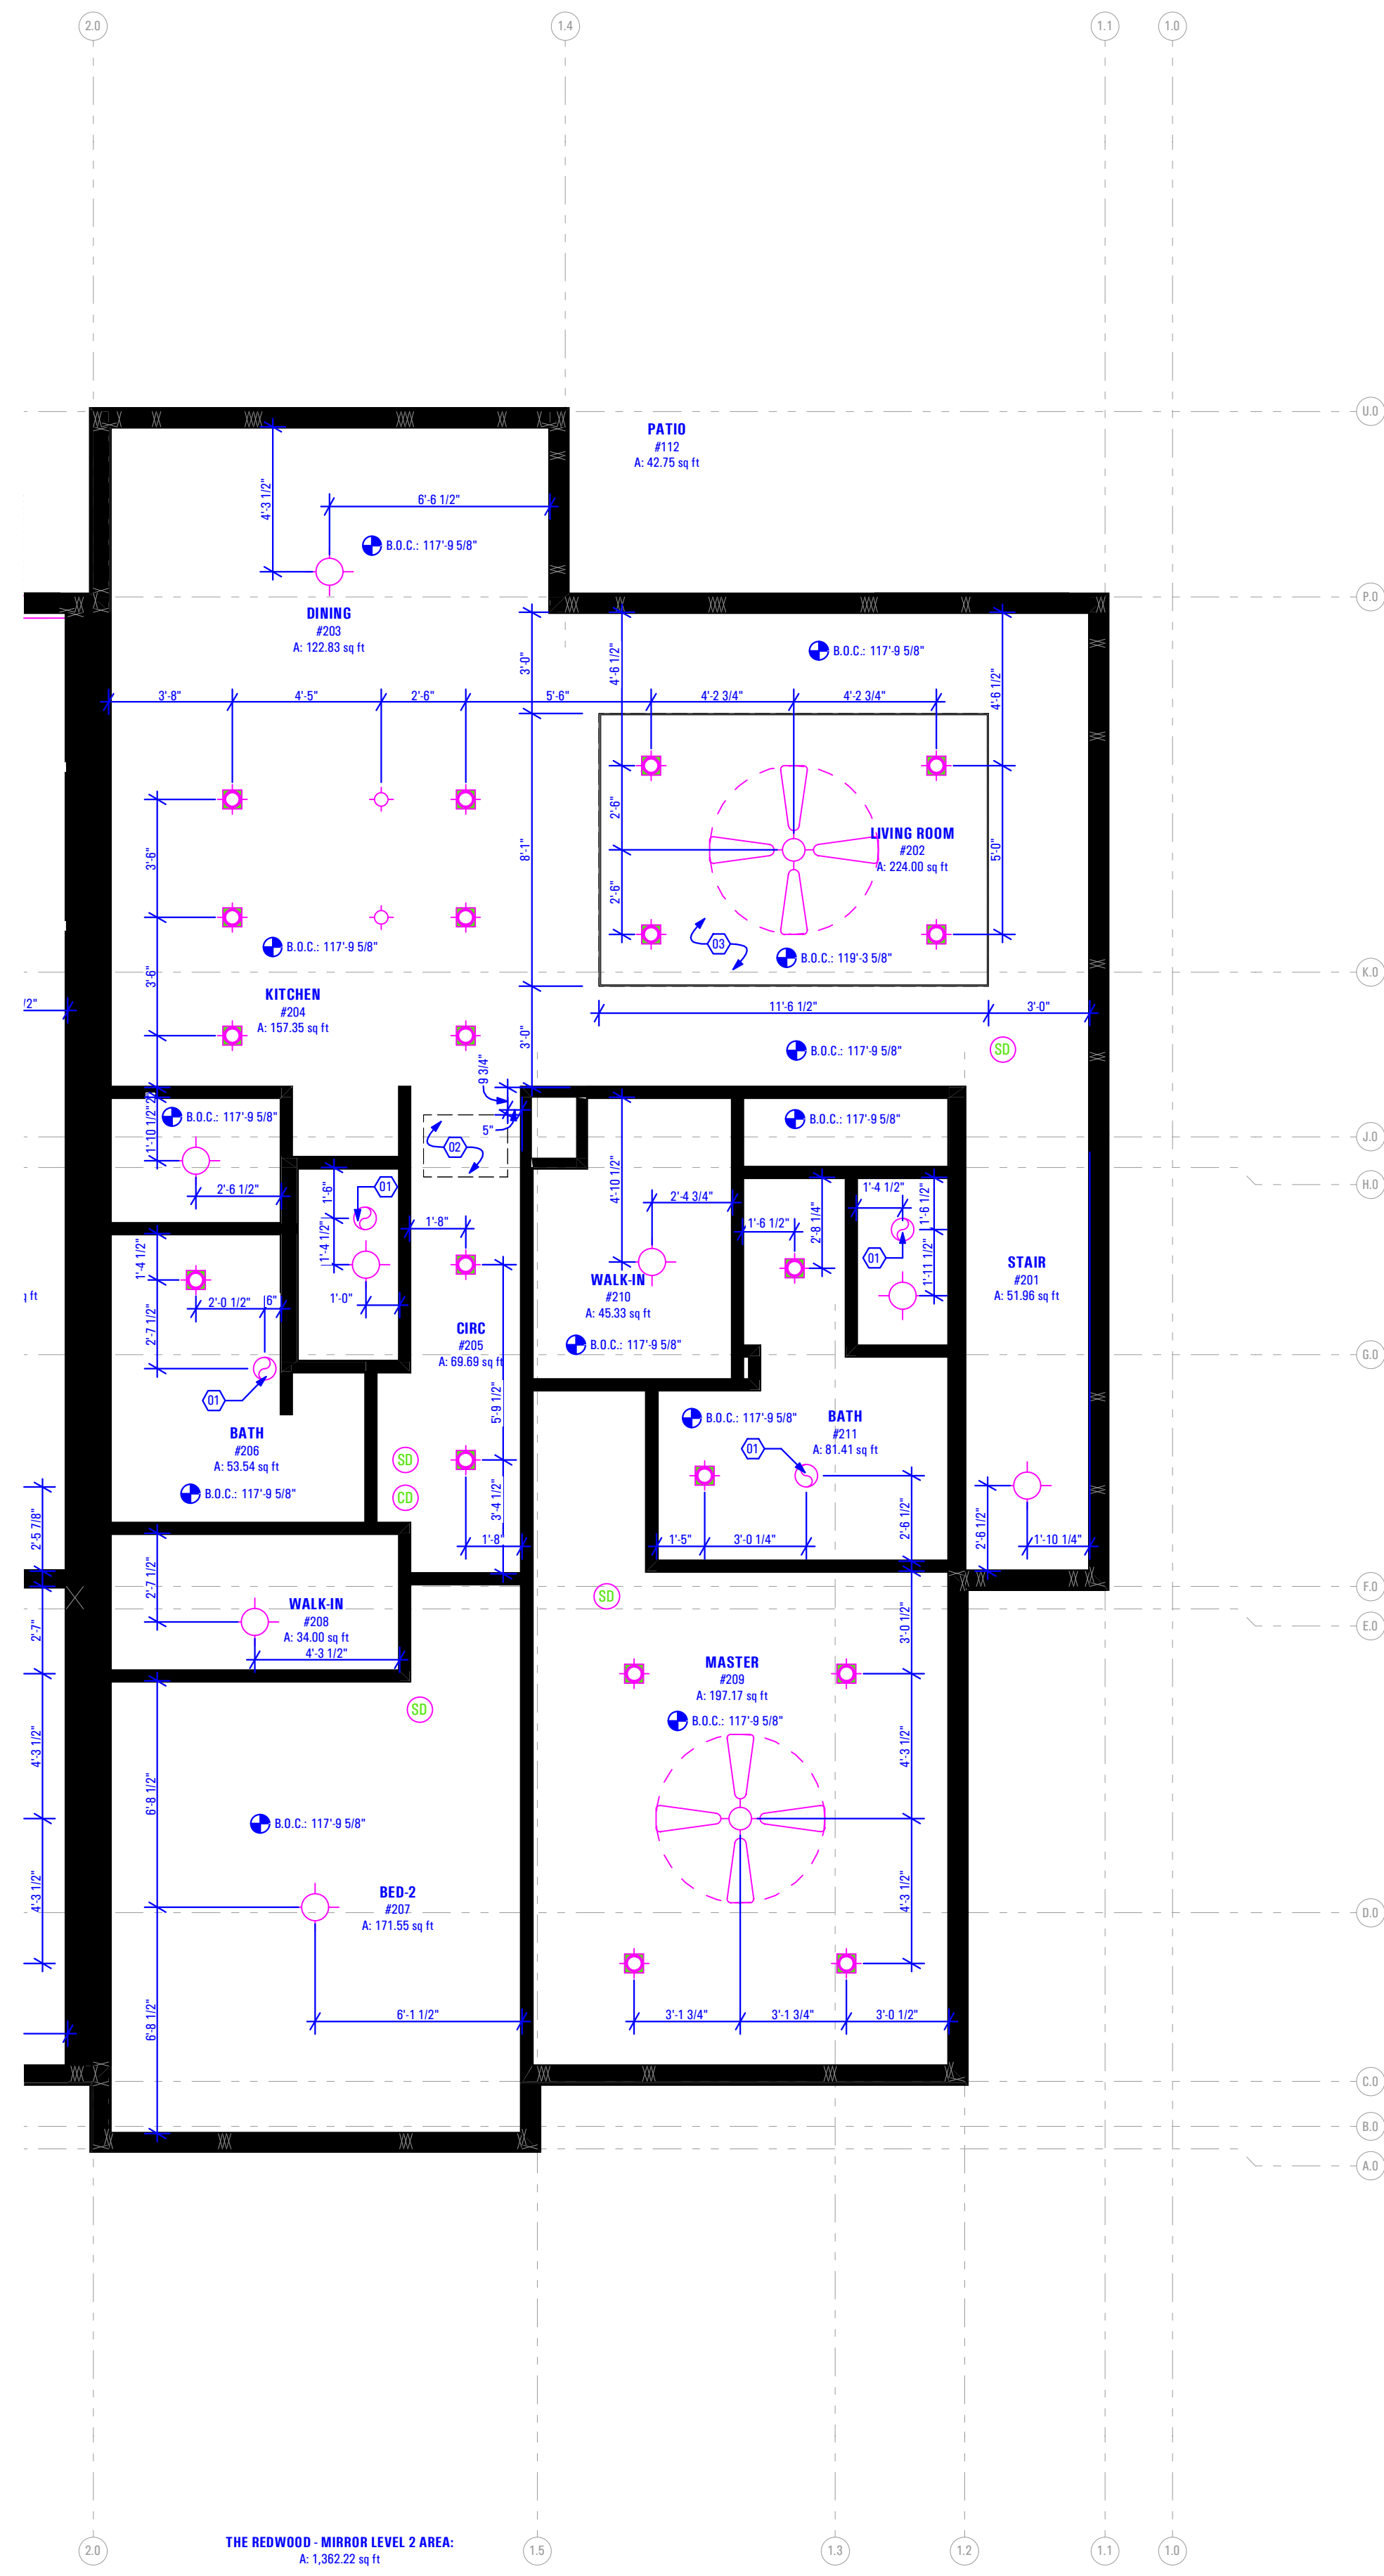 2.0
1.4
1.1
1.0
U.0
PATIO
#112
A: 42.75 sq ft
4'-3 1/2"
6'-6 1/2"
B.O.C.: 117'-9 5/8"
P.0
DINING
#203
A: 122.83 sq ft
3'-0"
4'-6 1/2"
B.O.C.: 117'-9 5/8"
4'-6 1/2"
3'-8"
4'-5"
2'-6"
5'-6"
4'-2 3/4"
4'-2 3/4"
3'-6"
8'-1"
2'-6"
LIVING ROOM
#202
A: 224.00 sq ft
5'-0"
2'-6"
B.O.C.: 117'-9 5/8"
03
B.O.C.: 119'-3 5/8"
3'-6"
K.0
KITCHEN
#204
A: 157.35 sq ft
/2"
11'-6 1/2"
3'-0"
3'-0"
B.O.C.: 117'-9 5/8"
SD
9 3/4"
B.O.C.: 117'-9 5/8"
1'-10 1/2"
5"
02
B.O.C.: 117'-9 5/8"
J.0
H.0
2'-6 1/2"
1'-6"
01
4'-10 1/2"
2'-4 3/4"
1'-4 1/2"
1'-6 1/2"
1'-8"
1'-6 1/2"
2'-8 1/4"
1'-4 1/2"
1'-4 1/2"
01
1'-11 1/2"
STAIR
#201
A: 51.96 sq ft
WALK-IN
#210
A: 45.33 sq ft
q ft
2'-0 1/2"
6"
1'-0"
2'-7 1/2"
CIRC
#205
A: 69.69 sq ft
B.O.C.: 117'-9 5/8"
G.0
01
5'-9 1/2"
B.O.C.: 117'-9 5/8"
BATH
#211
A: 81.41 sq ft
BATH
#206
A: 53.54 sq ft
01
SD
CD
B.O.C.: 117'-9 5/8"
3'-4 1/2"
2'-5 7/8"
1'-8"
1'-5"
3'-0 1/4"
2'-6 1/2"
2'-6 1/2"
1'-10 1/4"
2'-7 1/2"
SD
F.0
WALK-IN
#208
A: 34.00 sq ft
E.0
2'-7"
4'-3 1/2"
3'-0 1/2"
MASTER
#209
A: 197.17 sq ft
SD
B.O.C.: 117'-9 5/8"
4'-3 1/2"
6'-8 1/2"
4'-3 1/2"
B.O.C.: 117'-9 5/8"
4'-3 1/2"
4'-3 1/2"
BED-2
#207
A: 171.55 sq ft
D.0
6'-8 1/2"
6'-1 1/2"
3'-1 3/4"
3'-1 3/4"
3'-0 1/2"
C.0
B.0
A.0
THE REDWOOD - MIRROR LEVEL 2 AREA:
A: 1,362.22 sq ft
2.0
1.5
1.3
1.2
1.1
1.0